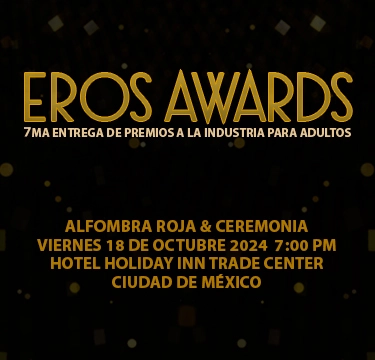 EROS AWARDS
7MA ENTREGA DE PREMIOS A LA INDUSTRIA PARA ADULTOS
ALFOMBRA ROJA & CEREMONIA
VIERNES 18 DE OCTUBRE 2024 7:00 PM
HOTEL HOLIDAY INN TRADE CENTER
CIUDAD DE MÉXICO